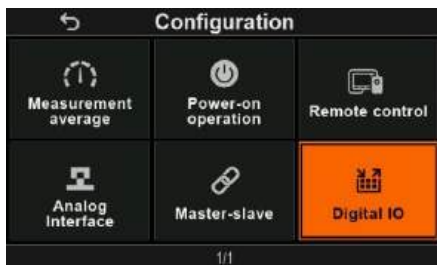 Configuration
Measurement
average
Power-on
operation
Remote control
Analog
Interface
Master-slave
Digital IO
1/1